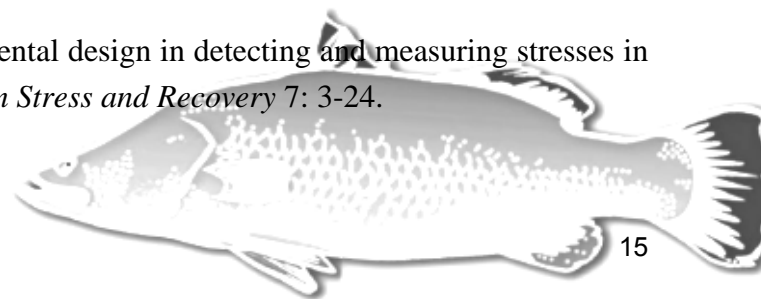 ental design in detecting and measuring stresses in
Stress and Recovery 7: 3-24.
15